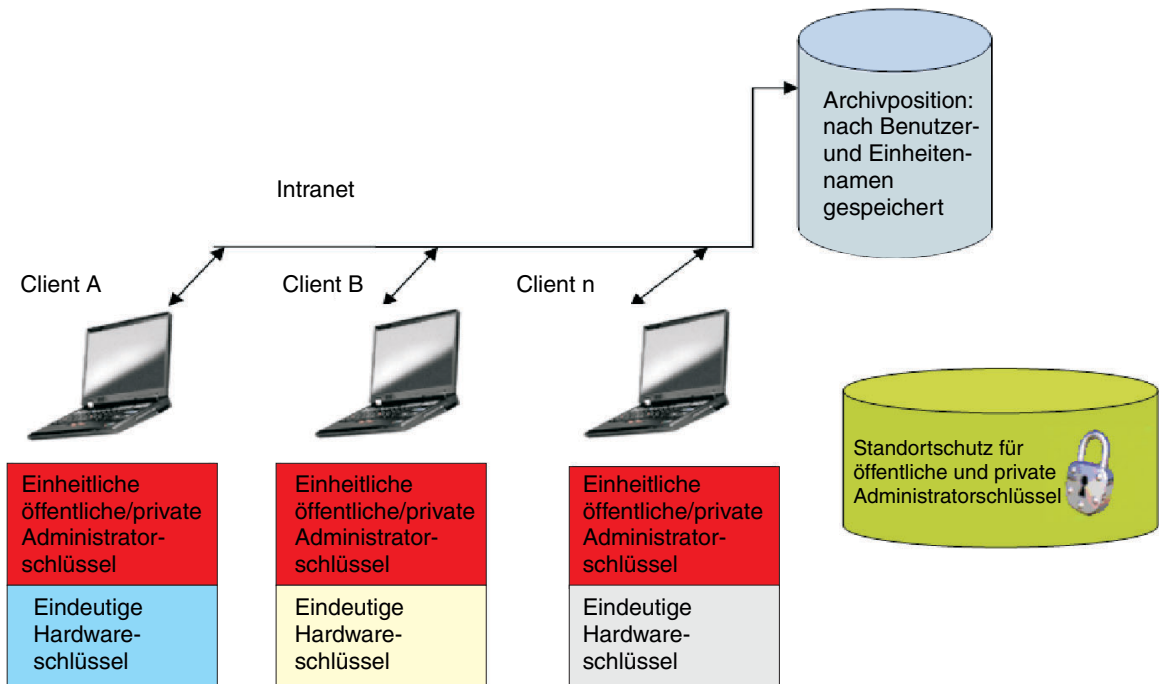 Archivposition:
nach Benutzer-
und Einheiten-
namen
gespeichert
Intranet
Client A
Client B
Client n
Standortschutz für
öffentliche und private
Administratorschlüssel
Einheitliche
öffentliche/private
Administrator-
schlüssel
Eindeutige
Hardware-
schlüssel
Einheitliche
öffentliche/private
Administrator-
schlüssel
Eindeutige
Hardware-
schlüssel
Einheitliche
öffentliche/private
Administrator-
schlüssel
Eindeutige
Hardware-
schlüssel